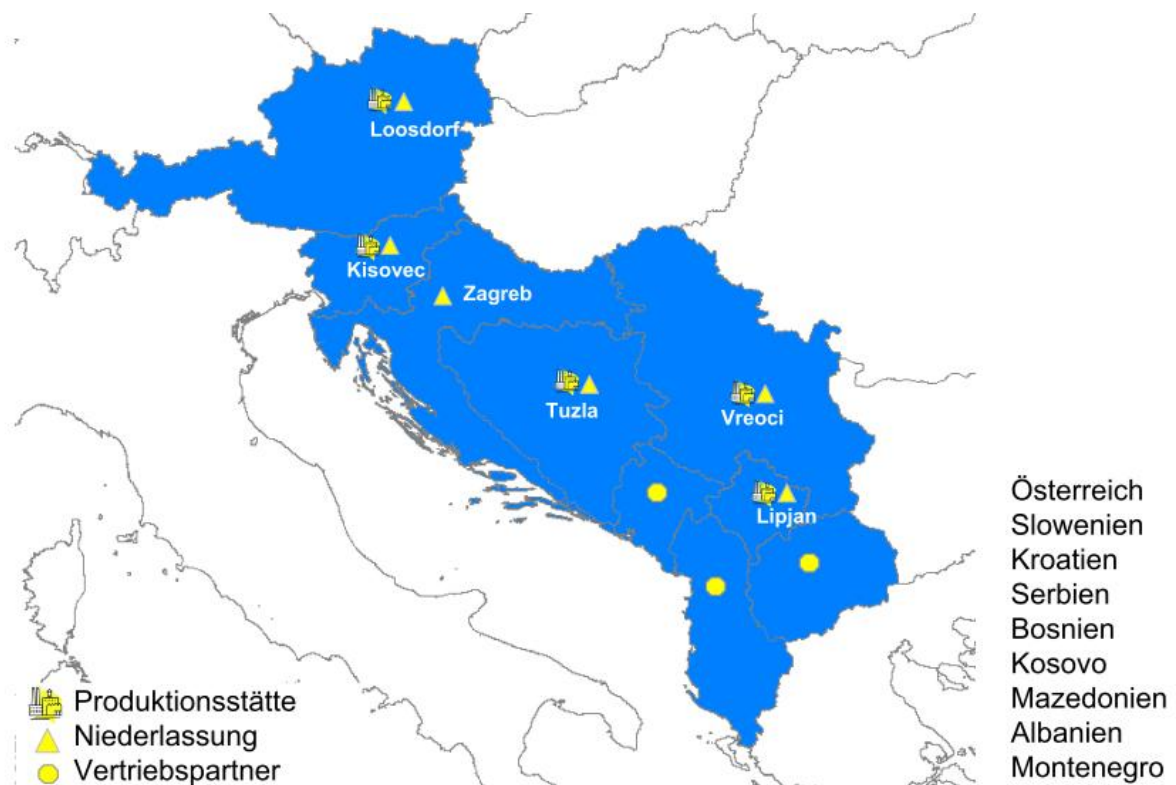 Loosdorf
Kisovec
Zagreb
Tuzla
Vreoci
Lipjan
Produktionsstätte
Niederlassung
Vertriebspartner
Österreich
Slowenien
Kroatien
Serbien
Bosnien
Kosovo
Mazedonien
Albanien
Montenegro